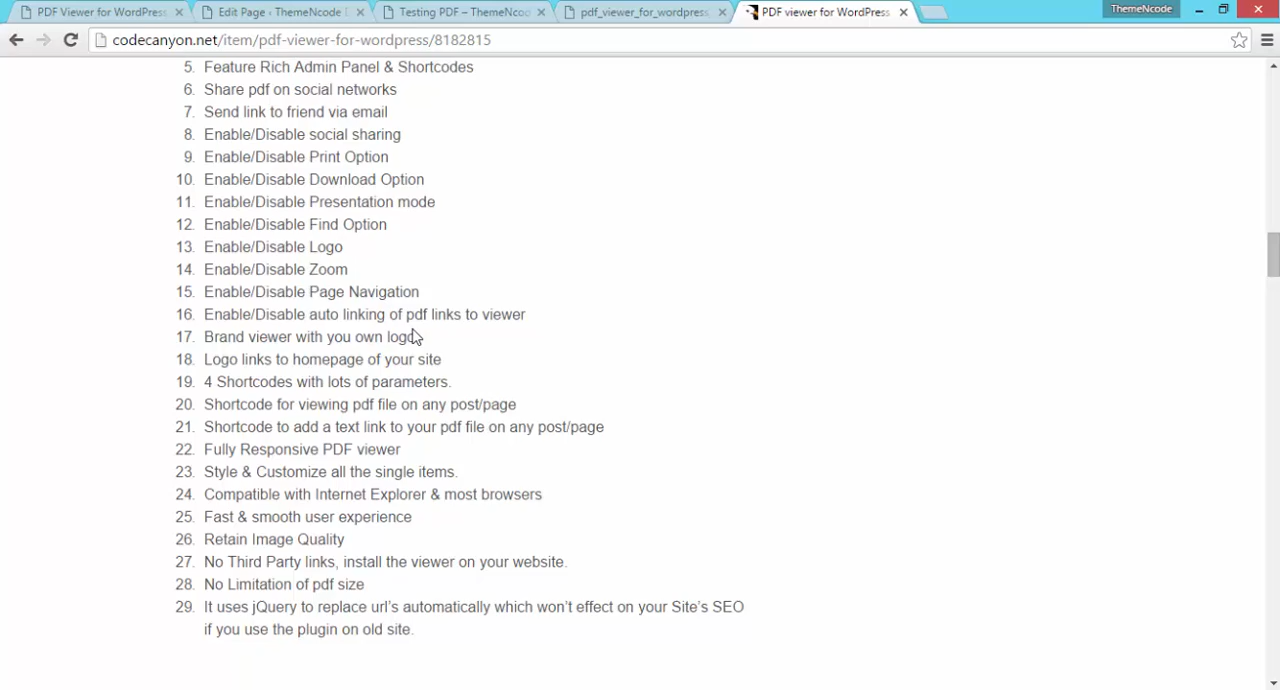 PDF Viewer for WordPress
Edit Page ‹ ThemeNcode
Testing PDF – ThemeNcod
pdf_viewer_for_wordpress
PDF viewer for WordPress
ThemeNcode
codecanyon.net/item/pdf-viewer-for-wordpress/8182815
5. Feature Rich Admin Panel & Shortcodes
6. Share pdf on social networks
7. Send link to friend via email
8. Enable/Disable social sharing
9. Enable/Disable Print Option
10. Enable/Disable Download Option
11. Enable/Disable Presentation mode
12. Enable/Disable Find Option
13. Enable/Disable Logo
14. Enable/Disable Zoom
15. Enable/Disable Page Navigation
16. Enable/Disable auto linking of pdf links to viewer
17. Brand viewer with you own logo
18. Logo links to homepage of your site
19. 4 Shortcodes with lots of parameters.
20. Shortcode for viewing pdf file on any post/page
21. Shortcode to add a text link to your pdf file on any post/page
22. Fully Responsive PDF viewer
23. Style & Customize all the single items.
24. Compatible with Internet Explorer & most browsers
25. Fast & smooth user experience
26. Retain Image Quality
27. No Third Party links, install the viewer on your website.
28. No Limitation of pdf size
29. It uses jQuery to replace url’s automatically which won’t effect on your Site’s SEO
if you use the plugin on old site.